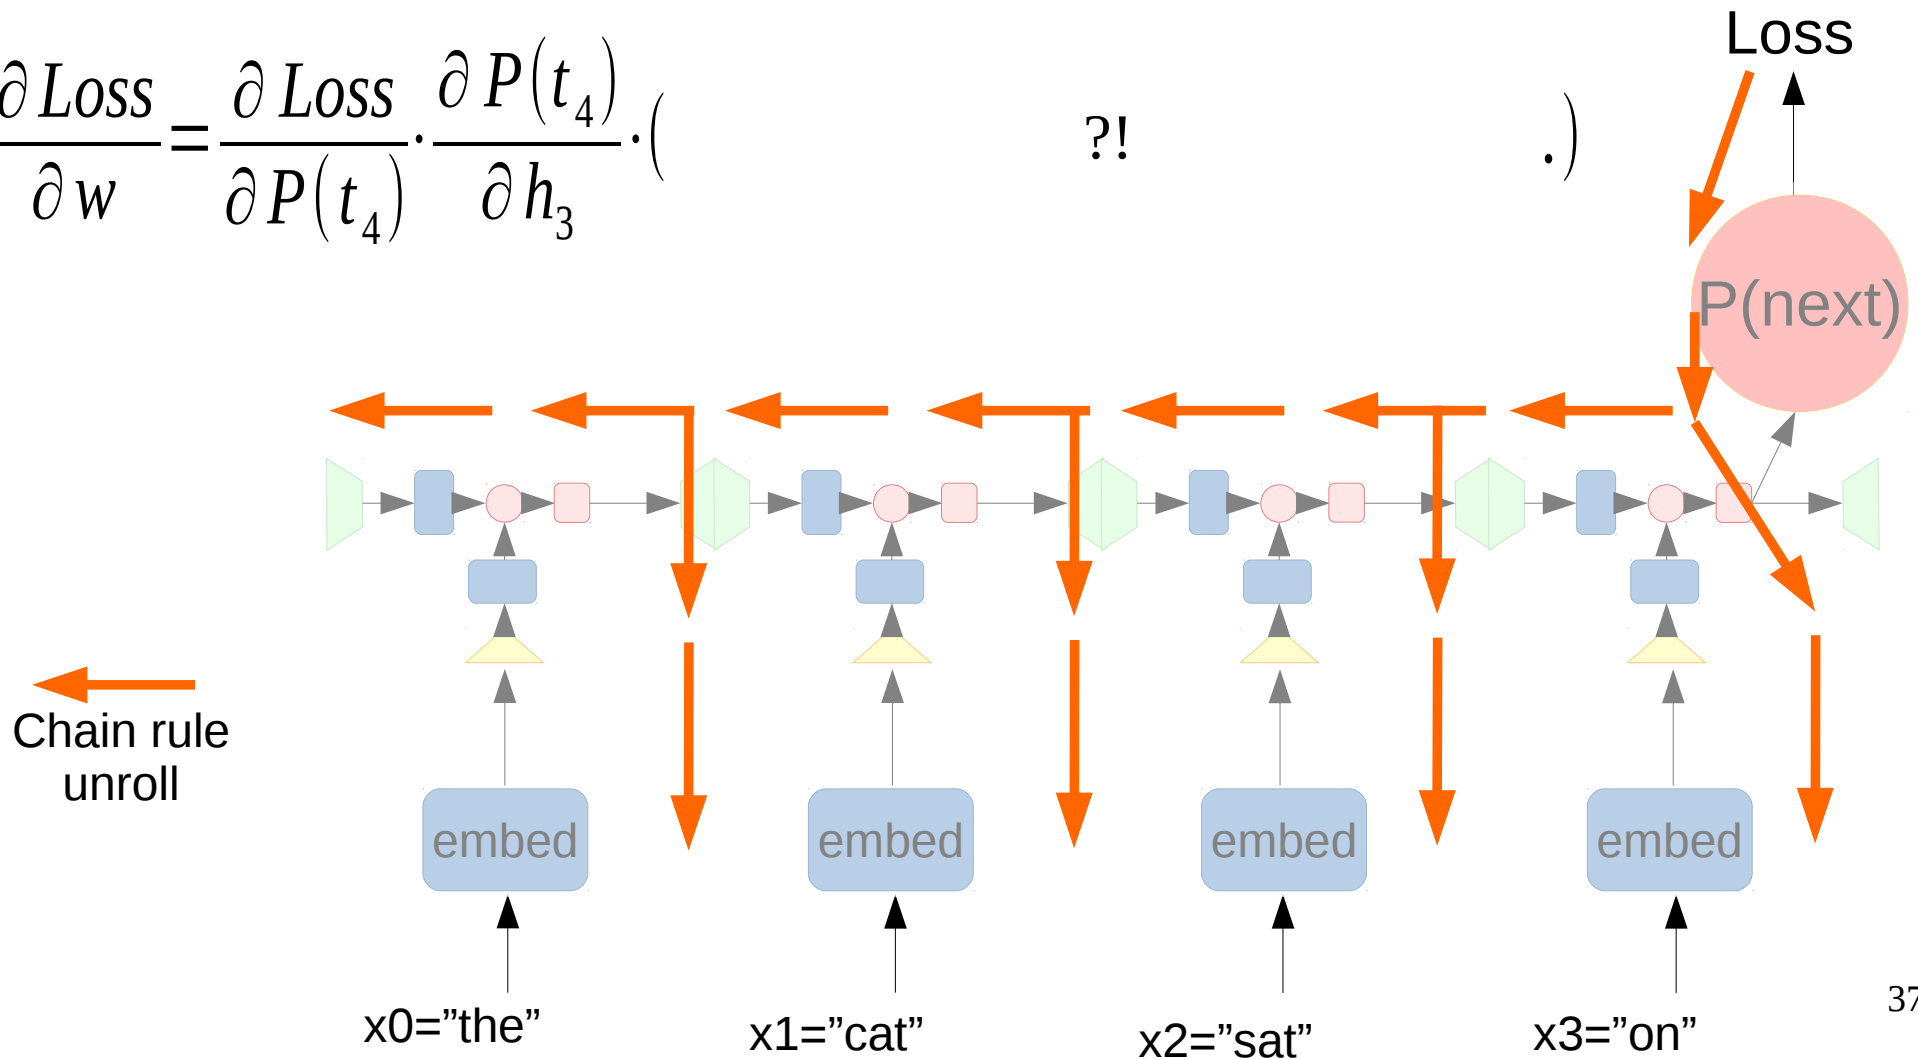 Loss
∂Loss/∂w = ∂Loss/∂P(t₄) · ∂P(t₄)/∂h₃ · ( ?! . )
P(next)
Chain rule
unroll
embed embed embed embed
x0=”the” x1=”cat” x2=”sat” x3=”on”
37